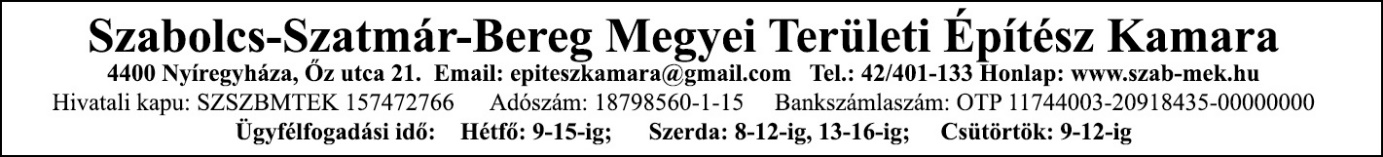 Szabolcs-Szatmár-Bereg Megyei Területi Építész Kamara
4400 Nyíregyháza, Őz utca 21. Email: epiteszkamara@gmail.com Tel.: 42/401-133 Honlap: www.szab-mek.hu
Hivatali kapu: SZSZBMTEK 157472766 Adószám: 18798560-1-15 Bankszámlaszám: OTP 11744003-20918435-00000000
Ügyfélfogadási idő: Hétfő: 9-15-ig; Szerda: 8-12-ig, 13-16-ig; Csütörtök: 9-12-ig